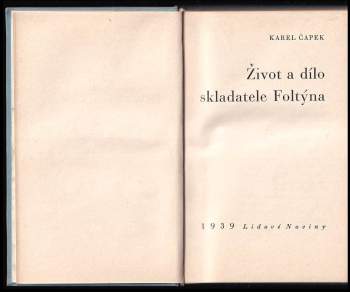 KAREL ČAPEK
Život a dílo
skladatele Foltýna
1939 Lidové Noviny